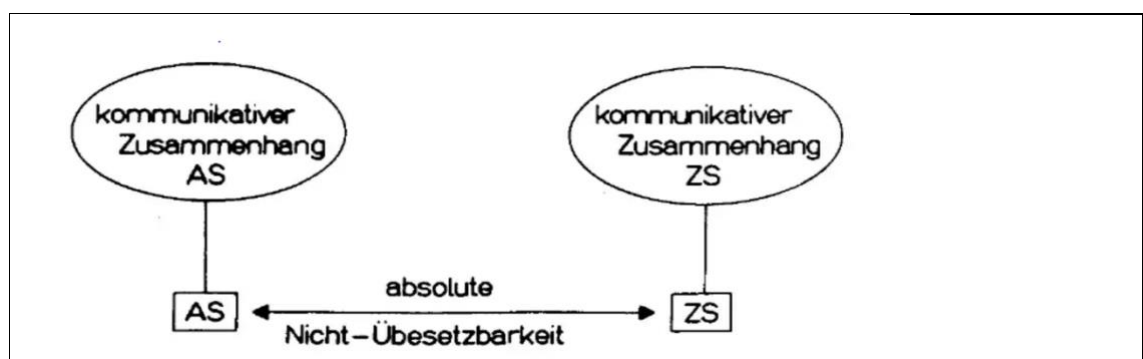 kommunikativer
Zusammenhang
AS
kommunikativer
Zusammenhang
ZS
AS
absolute
Nicht-Übesetzbarkeit
ZS